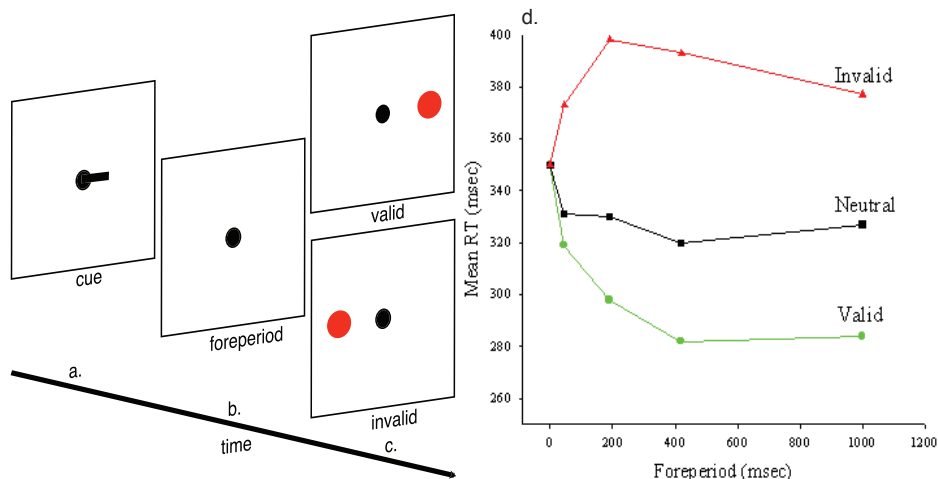 cue
foreperiod
valid
invalid
a.
b.
time
c.
d.
400
380
360
340
320
300
280
260
Mean RT (msec)
Invalid
Neutral
Valid
0 200 400 600 800 1000 1200
Foreperiod (msec)